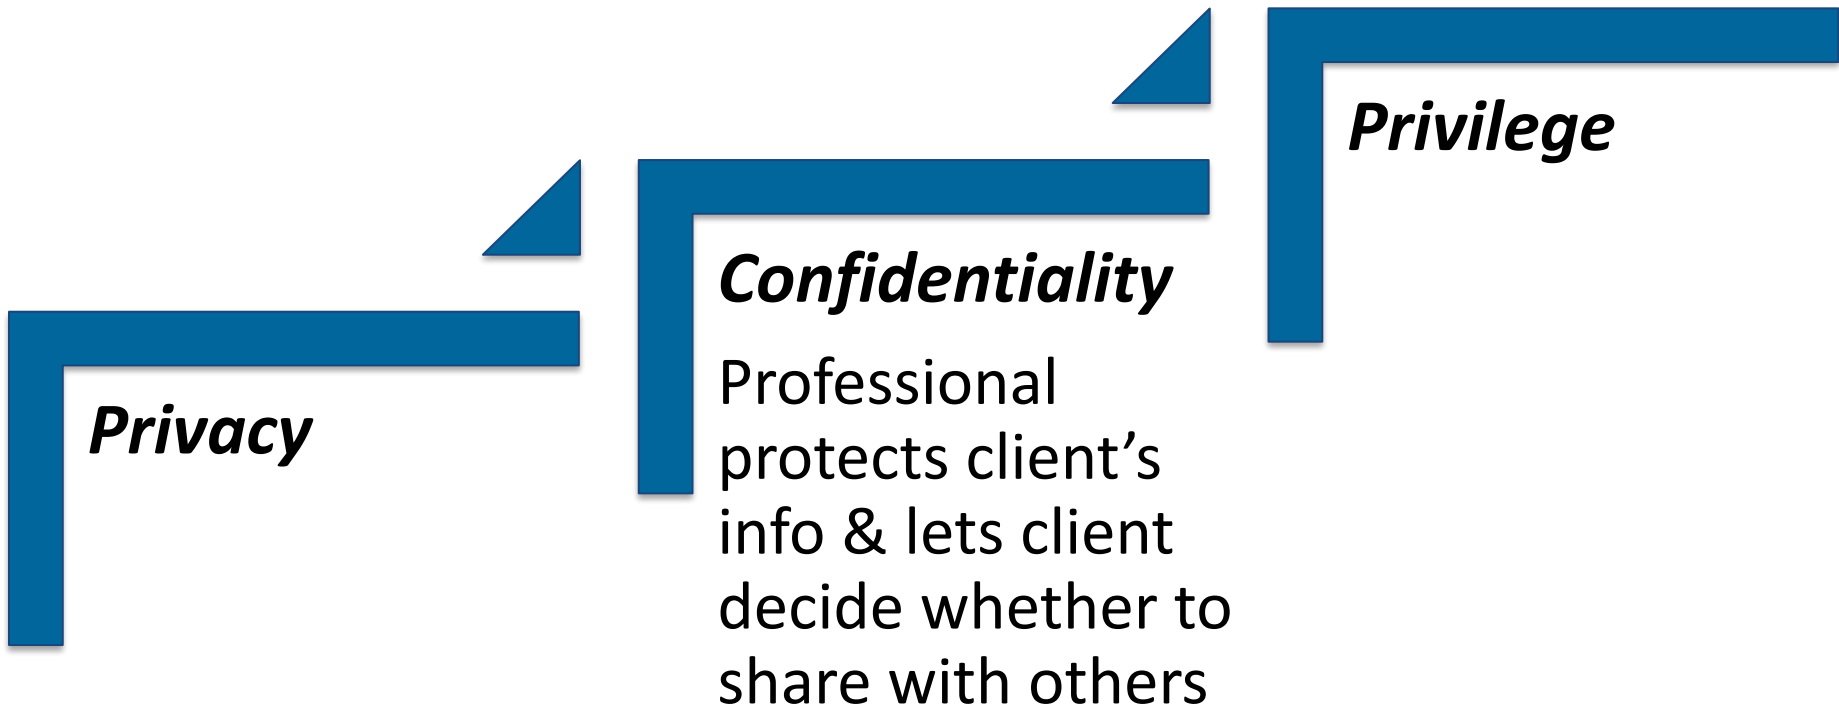 Privacy
Confidentiality
Professional
protects client’s
info & lets client
decide whether to
share with others
Privilege